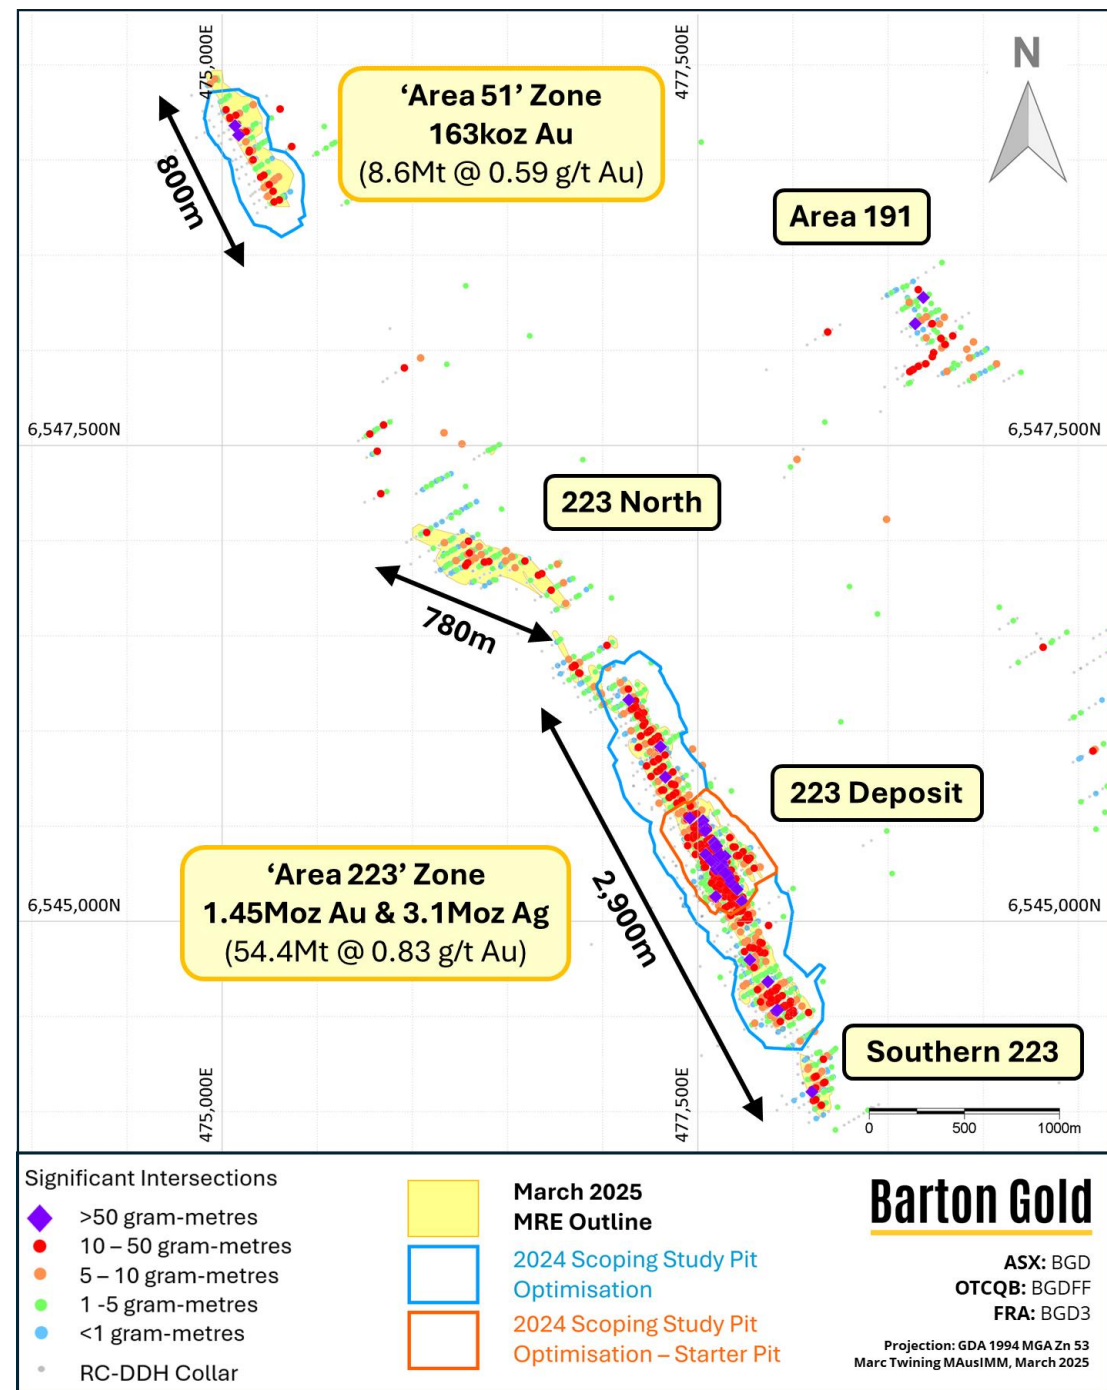 475,000E
477,500E
N
‘Area 51’ Zone
163koz Au
(8.6Mt @ 0.59 g/t Au)
800m
Area 191
6,547,500N
6,547,500N
223 North
780m
223 Deposit
‘Area 223’ Zone
1.45Moz Au & 3.1Moz Ag
(54.4Mt @ 0.83 g/t Au)
2,900m
6,545,000N
6,545,000N
Southern 223
475,000E
477,500E
0 500 1000m
Significant Intersections
>50 gram-metres
10 – 50 gram-metres
5 – 10 gram-metres
1 -5 gram-metres
<1 gram-metres
RC-DDH Collar
March 2025
MRE Outline
2024 Scoping Study Pit
Optimisation
2024 Scoping Study Pit
Optimisation – Starter Pit
Barton Gold
ASX: BGD
OTCQB: BGDFF
FRA: BGD3
Projection: GDA 1994 MGA Zn 53
Marc Twining MAusIMM, March 2025